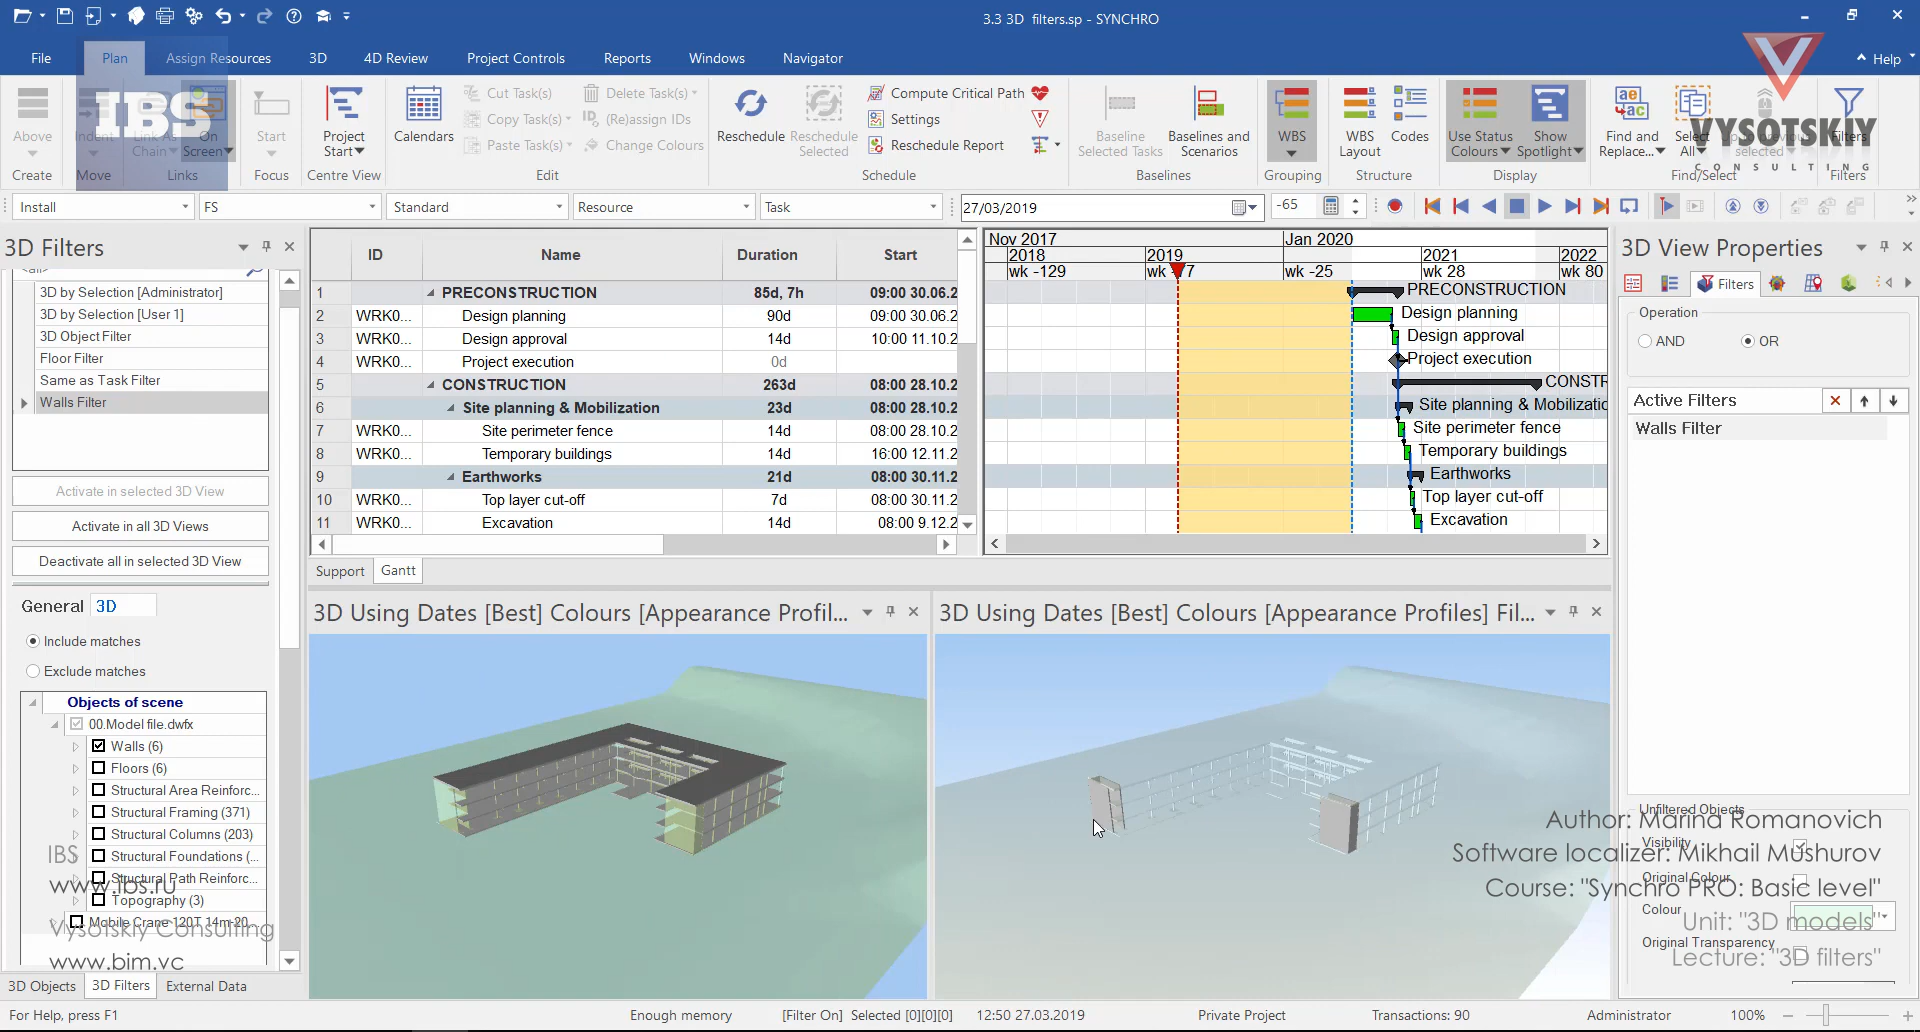 3.3 3D filters.sp - SYNCHRO
File
Plan
Assign Resources
3D
4D Review
Project Controls
Reports
Windows
Navigator
Help
Above
Create
Indent
Move
Link As
Chain
On
Screen
Links
Start
Focus
Project
Start
Centre View
Calendars
Cut Task(s)
Copy Task(s)
Paste Task(s)
Delete Task(s)
(Re)assign IDs
Change Colours
Edit
Reschedule
Reschedule
Selected
Compute Critical Path
Settings
Reschedule Report
Schedule
Baseline
Selected Tasks
Baselines and
Scenarios
Baselines
WBS
Grouping
WBS
Layout
Codes
Structure
Use Status
Colours
Show
Spotlight
Display
Find and
Replace...
Select
All
Find/Select
Filters
Filters
IBS
VYSOTSKIY
CONSULTING
Install
FS
Standard
Resource
Task
27/03/2019
-65
3D Filters
<all>
3D by Selection [Administrator]
3D by Selection [User 1]
3D Object Filter
Floor Filter
Same as Task Filter
Walls Filter
Activate in selected 3D View
Activate in all 3D Views
Deactivate all in selected 3D View
General 3D
Include matches
Exclude matches
Objects of scene
00.Model file.dwfx
Walls (6)
Floors (6)
Structural Area Reinforc...
Structural Framing (371)
Structural Columns (203)
Structural Foundations (...
Structural Path Reinforc...
Topography (3)
Mobile Crane 120T 14m-20...
IBS
www.ibs.ru
Vysotskiy Consulting
www.bim.vc
3D Objects
3D Filters
External Data
ID Name Duration Start
1 PRECONSTRUCTION 85d, 7h 09:00 30.06.2
2 WRK0... Design planning 90d 09:00 30.06.2
3 WRK0... Design approval 14d 10:00 11.10.2
4 WRK0... Project execution 0d
5 CONSTRUCTION 263d 08:00 28.10.2
6 Site planning & Mobilization 23d 08:00 28.10.2
7 WRK0... Site perimeter fence 14d 08:00 28.10.2
8 WRK0... Temporary buildings 14d 16:00 12.11.2
9 Earthworks 21d 08:00 30.11.2
10 WRK0... Top layer cut-off 7d 08:00 30.11.2
11 WRK0... Excavation 14d 08:00 9.12.2
Support
Gantt
Nov 2017 Jan 2020
2018 2019 2021 2022
wk -129 wk -77 wk -25 wk 28 wk 80
PRECONSTRUCTION
Design planning
Design approval
Project execution
CONSTR
Site planning & Mobilizatio
Site perimeter fence
Temporary buildings
Earthworks
Top layer cut-off
Excavation
3D Using Dates [Best] Colours [Appearance Profil...
3D Using Dates [Best] Colours [Appearance Profiles] Fil...
3D View Properties
Filters
Operation
AND
OR
Active Filters
Walls Filter
Unfiltered Objects
Visibility
Original Colour
Colour
Original Transparency
Author: Marina Romanovich
Software localizer: Mikhail Mushurov
Course: "Synchro PRO: Basic level"
Unit: "3D models"
Lecture: "3D filters"
For Help, press F1
Enough memory
[Filter On]
Selected [0][0][0]
12:50 27.03.2019
Private Project
Transactions: 90
Administrator
100%